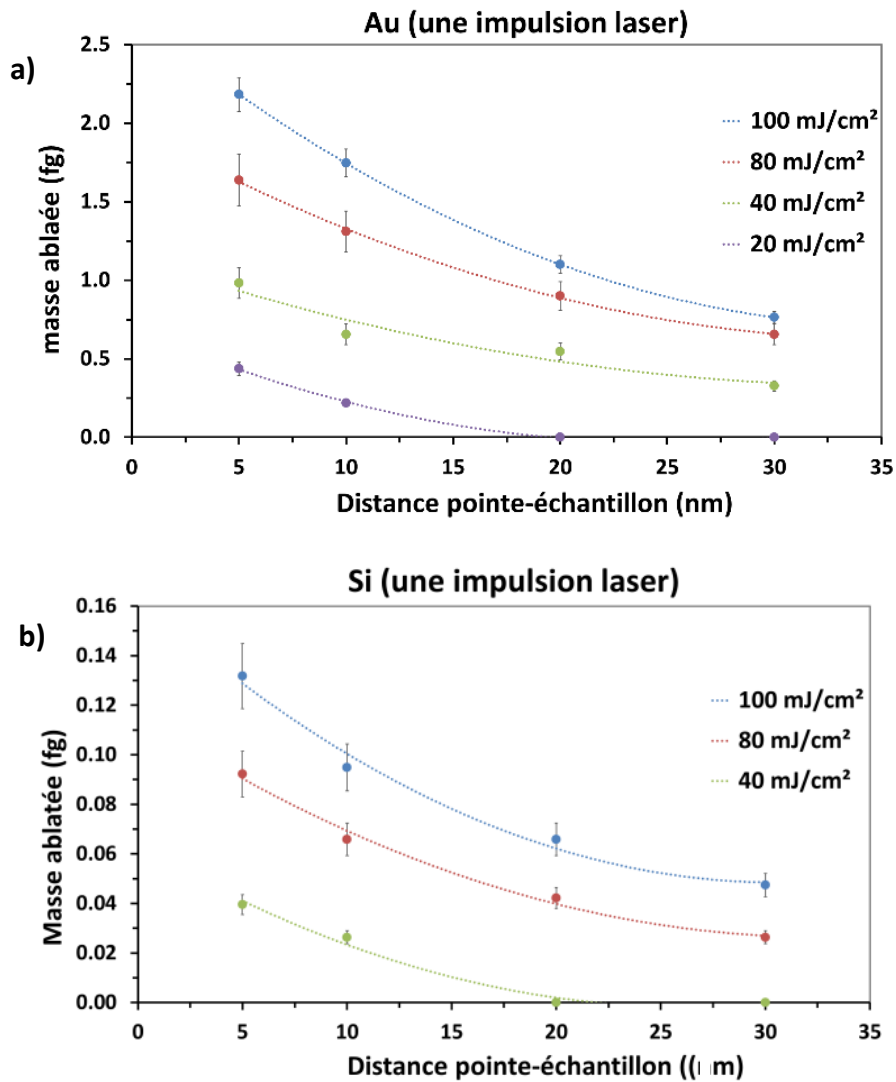 Au (une impulsion laser)
a)
2.5
2.0
1.5
1.0
0.5
0.0
masse ablaée (fg)
100 mJ/cm²
80 mJ/cm²
40 mJ/cm²
20 mJ/cm²
0 5 10 15 20 25 30 35
Distance pointe-échantillon (nm)
Si (une impulsion laser)
b)
0.16
0.14
0.12
0.10
0.08
0.06
0.04
0.02
0.00
Masse ablatée (fg)
100 mJ/cm²
80 mJ/cm²
40 mJ/cm²
0 5 10 15 20 25 30 35
Distance pointe-échantillon